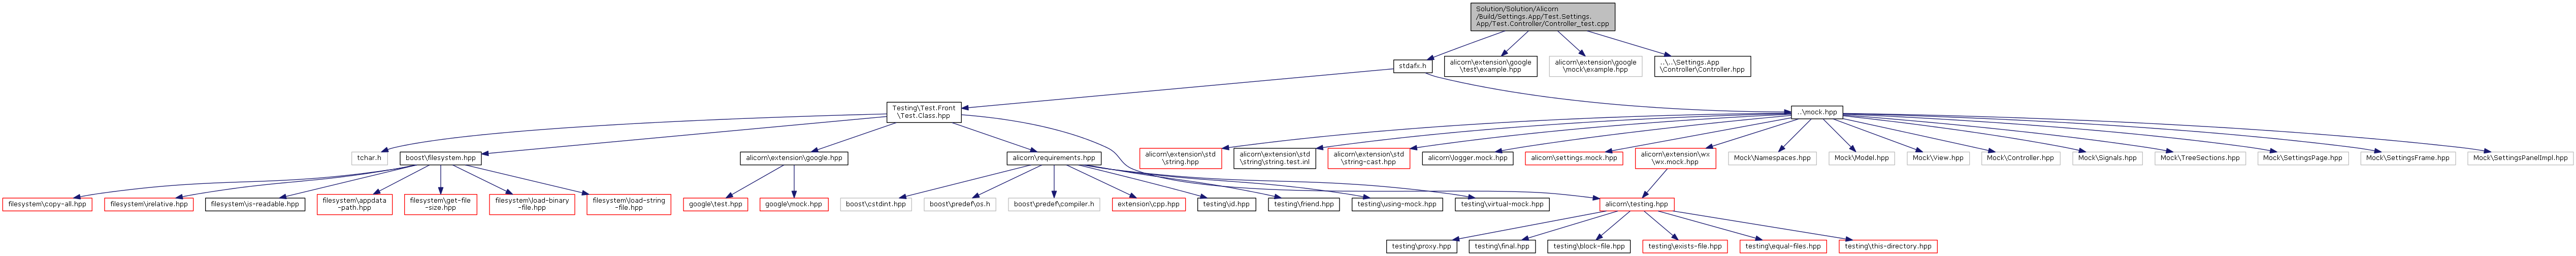 Solution/Solution/Alicorn
/Build/Settings.App/Test.Settings.
App/Test.Controller/Controller_test.cpp
stdafx.h
alicorn\extension\google
\test\example.hpp
alicorn\extension\google
\mock\example.hpp
..\..\Settings.App
\Controller\Controller.hpp
Testing\Test.Front
\Test.Class.hpp
..\mock.hpp
tchar.h
boost\filesystem.hpp
alicorn\extension\google.hpp
alicorn\requirements.hpp
alicorn\extension\std
\string.hpp
alicorn\extension\std
\string\string.test.inl
alicorn\extension\std
\string-cast.hpp
alicorn\logger.mock.hpp
alicorn\settings.mock.hpp
alicorn\extension\wx
\wx.mock.hpp
Mock\Namespaces.hpp
Mock\Model.hpp
Mock\View.hpp
Mock\Controller.hpp
Mock\Signals.hpp
Mock\TreeSections.hpp
Mock\SettingsPage.hpp
Mock\SettingsFrame.hpp
Mock\SettingsPanelImpl.hpp
filesystem\copy-all.hpp
filesystem\irelative.hpp
filesystem\is-readable.hpp
filesystem\appdata
-path.hpp
filesystem\get-file
-size.hpp
filesystem\load-binary
-file.hpp
filesystem\load-string
-file.hpp
google\test.hpp
google\mock.hpp
boost\cstdint.hpp
boost\predef\os.h
boost\predef\compiler.h
extension\cpp.hpp
testing\d.hpp
testing\friend.hpp
testing\using-mock.hpp
testing\virtual-mock.hpp
alicorn\testing.hpp
testing\proxy.hpp
testing\final.hpp
testing\block-file.hpp
testing\exists-file.hpp
testing\equal-files.hpp
testing\this-directory.hpp